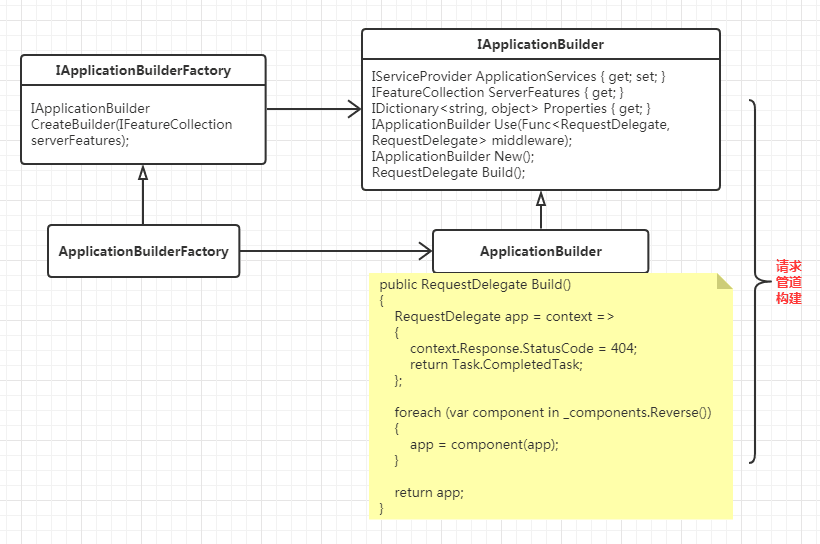 IApplicationBuilderFactory
IApplicationBuilder
CreateBuilder(IFeatureCollection
serverFeatures);
IApplicationBuilder
IServiceProvider ApplicationServices { get; set; }
IFeatureCollection ServerFeatures { get; }
IDictionary<string, object> Properties { get; }
IApplicationBuilder Use(Func<RequestDelegate,
RequestDelegate> middleware);
IApplicationBuilder New();
RequestDelegate Build();
ApplicationBuilderFactory
ApplicationBuilder
public RequestDelegate Build()
{
RequestDelegate app = context =>
{
context.Response.StatusCode = 404;
return Task.CompletedTask;
};
foreach (var component in _components.Reverse())
{
app = component(app);
}
return app;
}
请求
管道
构建